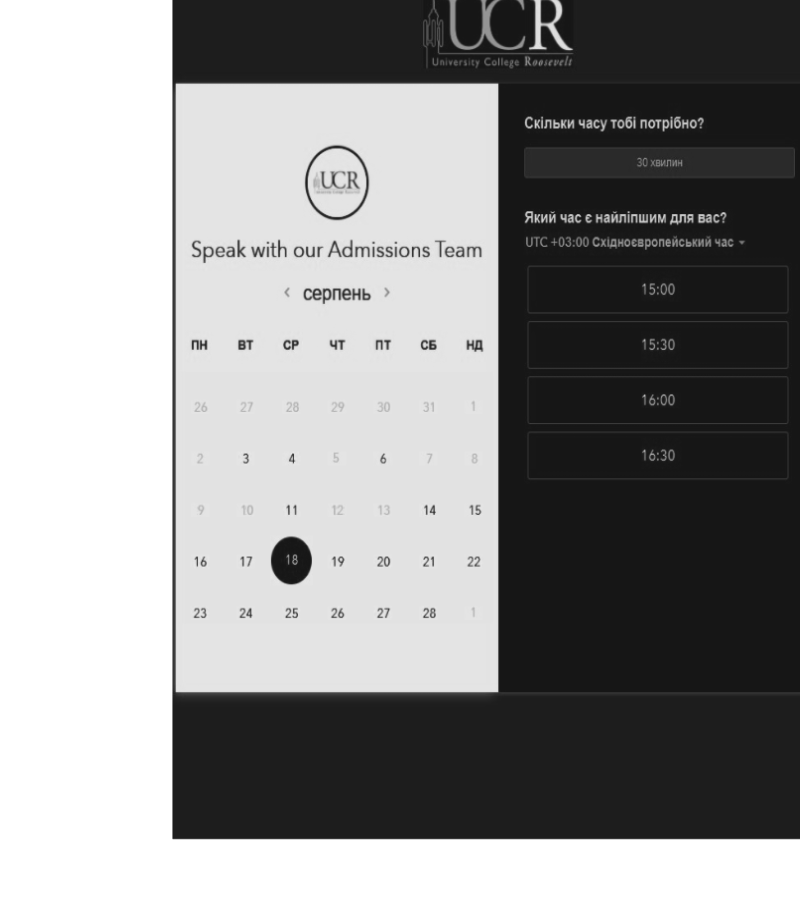 UCR
University College Roosevelt
UCR
Speak with our Admissions Team
‹ серпень ›
ПН ВТ СР ЧТ ПТ СБ НД
26 27 28 29 30 31 1
2 3 4 5 6 7 8
9 10 11 12 13 14 15
16 17 18 19 20 21 22
23 24 25 26 27 28 1
Скільки часу тобі потрібно?
30 хвилин
Який час є найліпшим для вас?
UTC +03:00 Східноєвропейський час
15:00
15:30
16:00
16:30